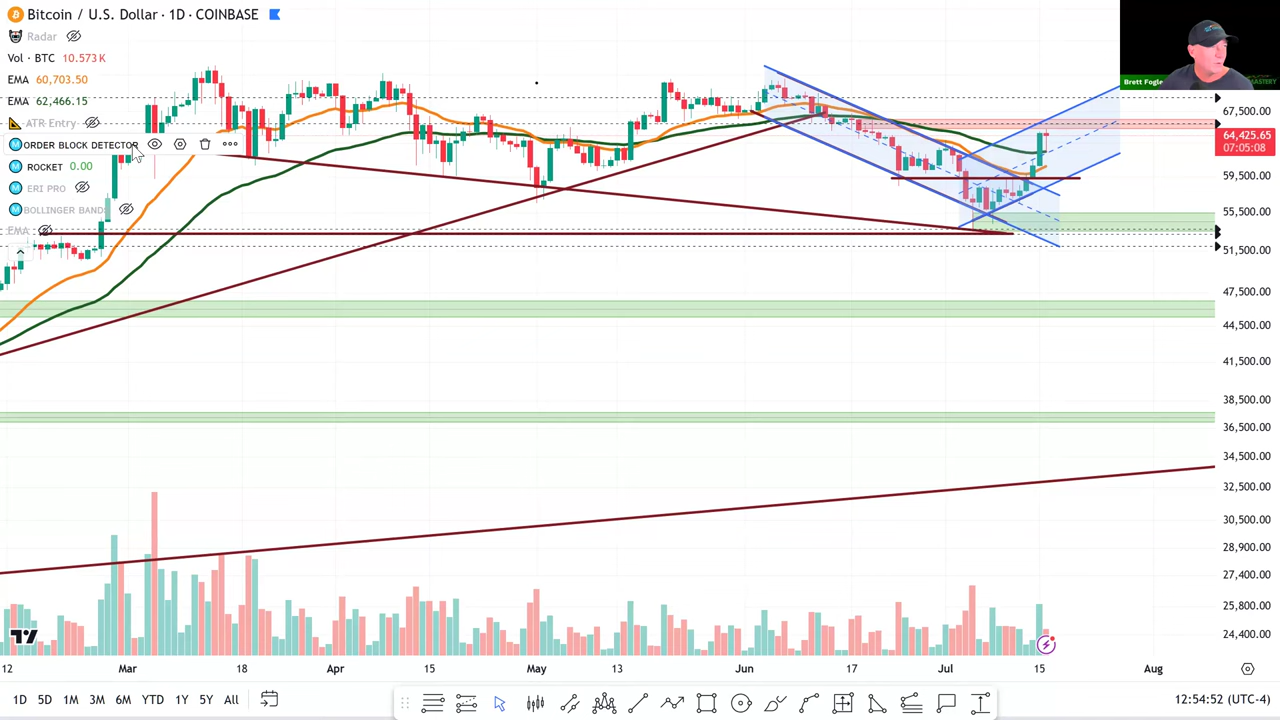 Bitcoin / U.S. Dollar · 1D · COINBASE
Radar
Vol · BTC 10.573 K
EMA 60,703.50
EMA 62,466.15
ATR Entry
ORDER BLOCK DETECTOR
ROCKET 0.00
ERI PRO
BOLLINGER BANDS
EMA
Brett Fogle
MASTERY
67,500.00
64,425.65
07:05:08
59,500.00
55,500.00
51,500.00
47,500.00
44,500.00
41,500.00
38,500.00
36,500.00
34,500.00
32,500.00
30,500.00
28,900.00
27,400.00
25,800.00
24,400.00
12 Mar 18 Apr 15 May 13 Jun 17 Jul 15 Aug
1D 5D 1M 3M 6M YTD 1Y 5Y All
12:54:52 (UTC-4)